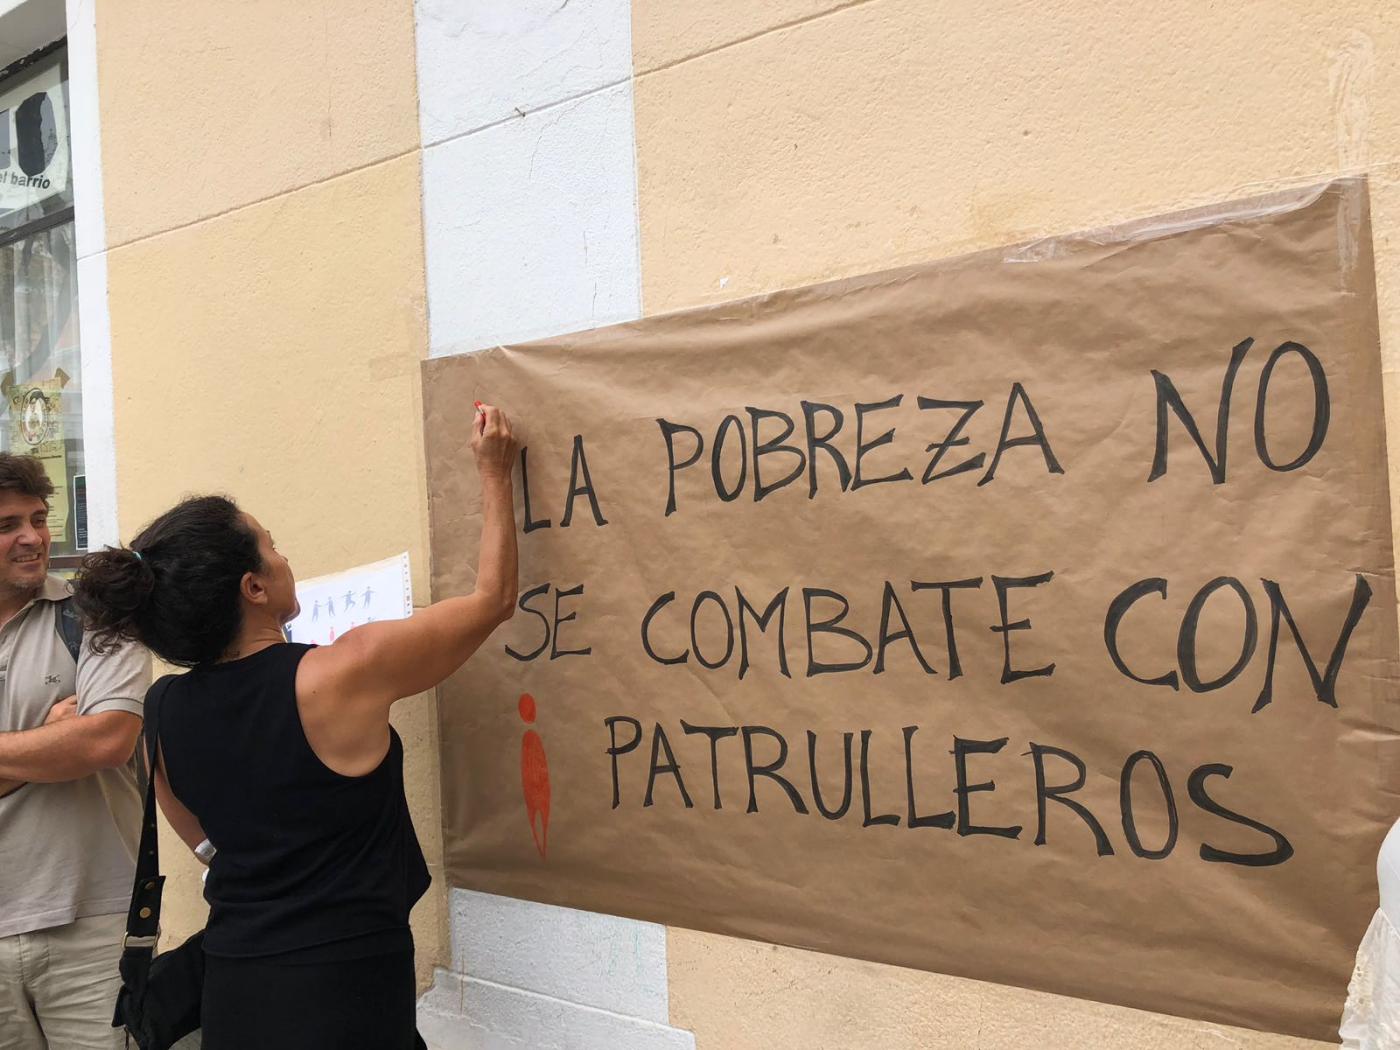 el barrio
LA POBREZA NO
SE COMBATE CON
PATRULLEROS